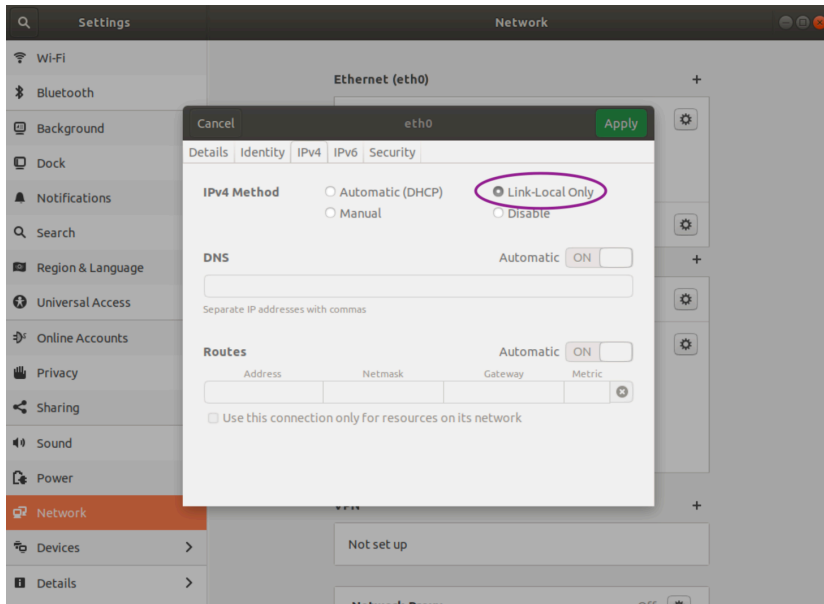 Settings
Network
Wi-Fi
Bluetooth
Background
Dock
Notifications
Search
Region & Language
Universal Access
Online Accounts
Privacy
Sharing
Sound
Power
Network
Devices
Details
Ethernet (eth0)
Cancel
eth0
Apply
Details Identity IPv4 IPv6 Security
IPv4 Method
Automatic (DHCP)
Link-Local Only
Manual
Disable
DNS
Automatic ON
Separate IP addresses with commas
Routes
Automatic ON
Address Netmask Gateway Metric
Use this connection only for resources on its network
VPN
Not set up